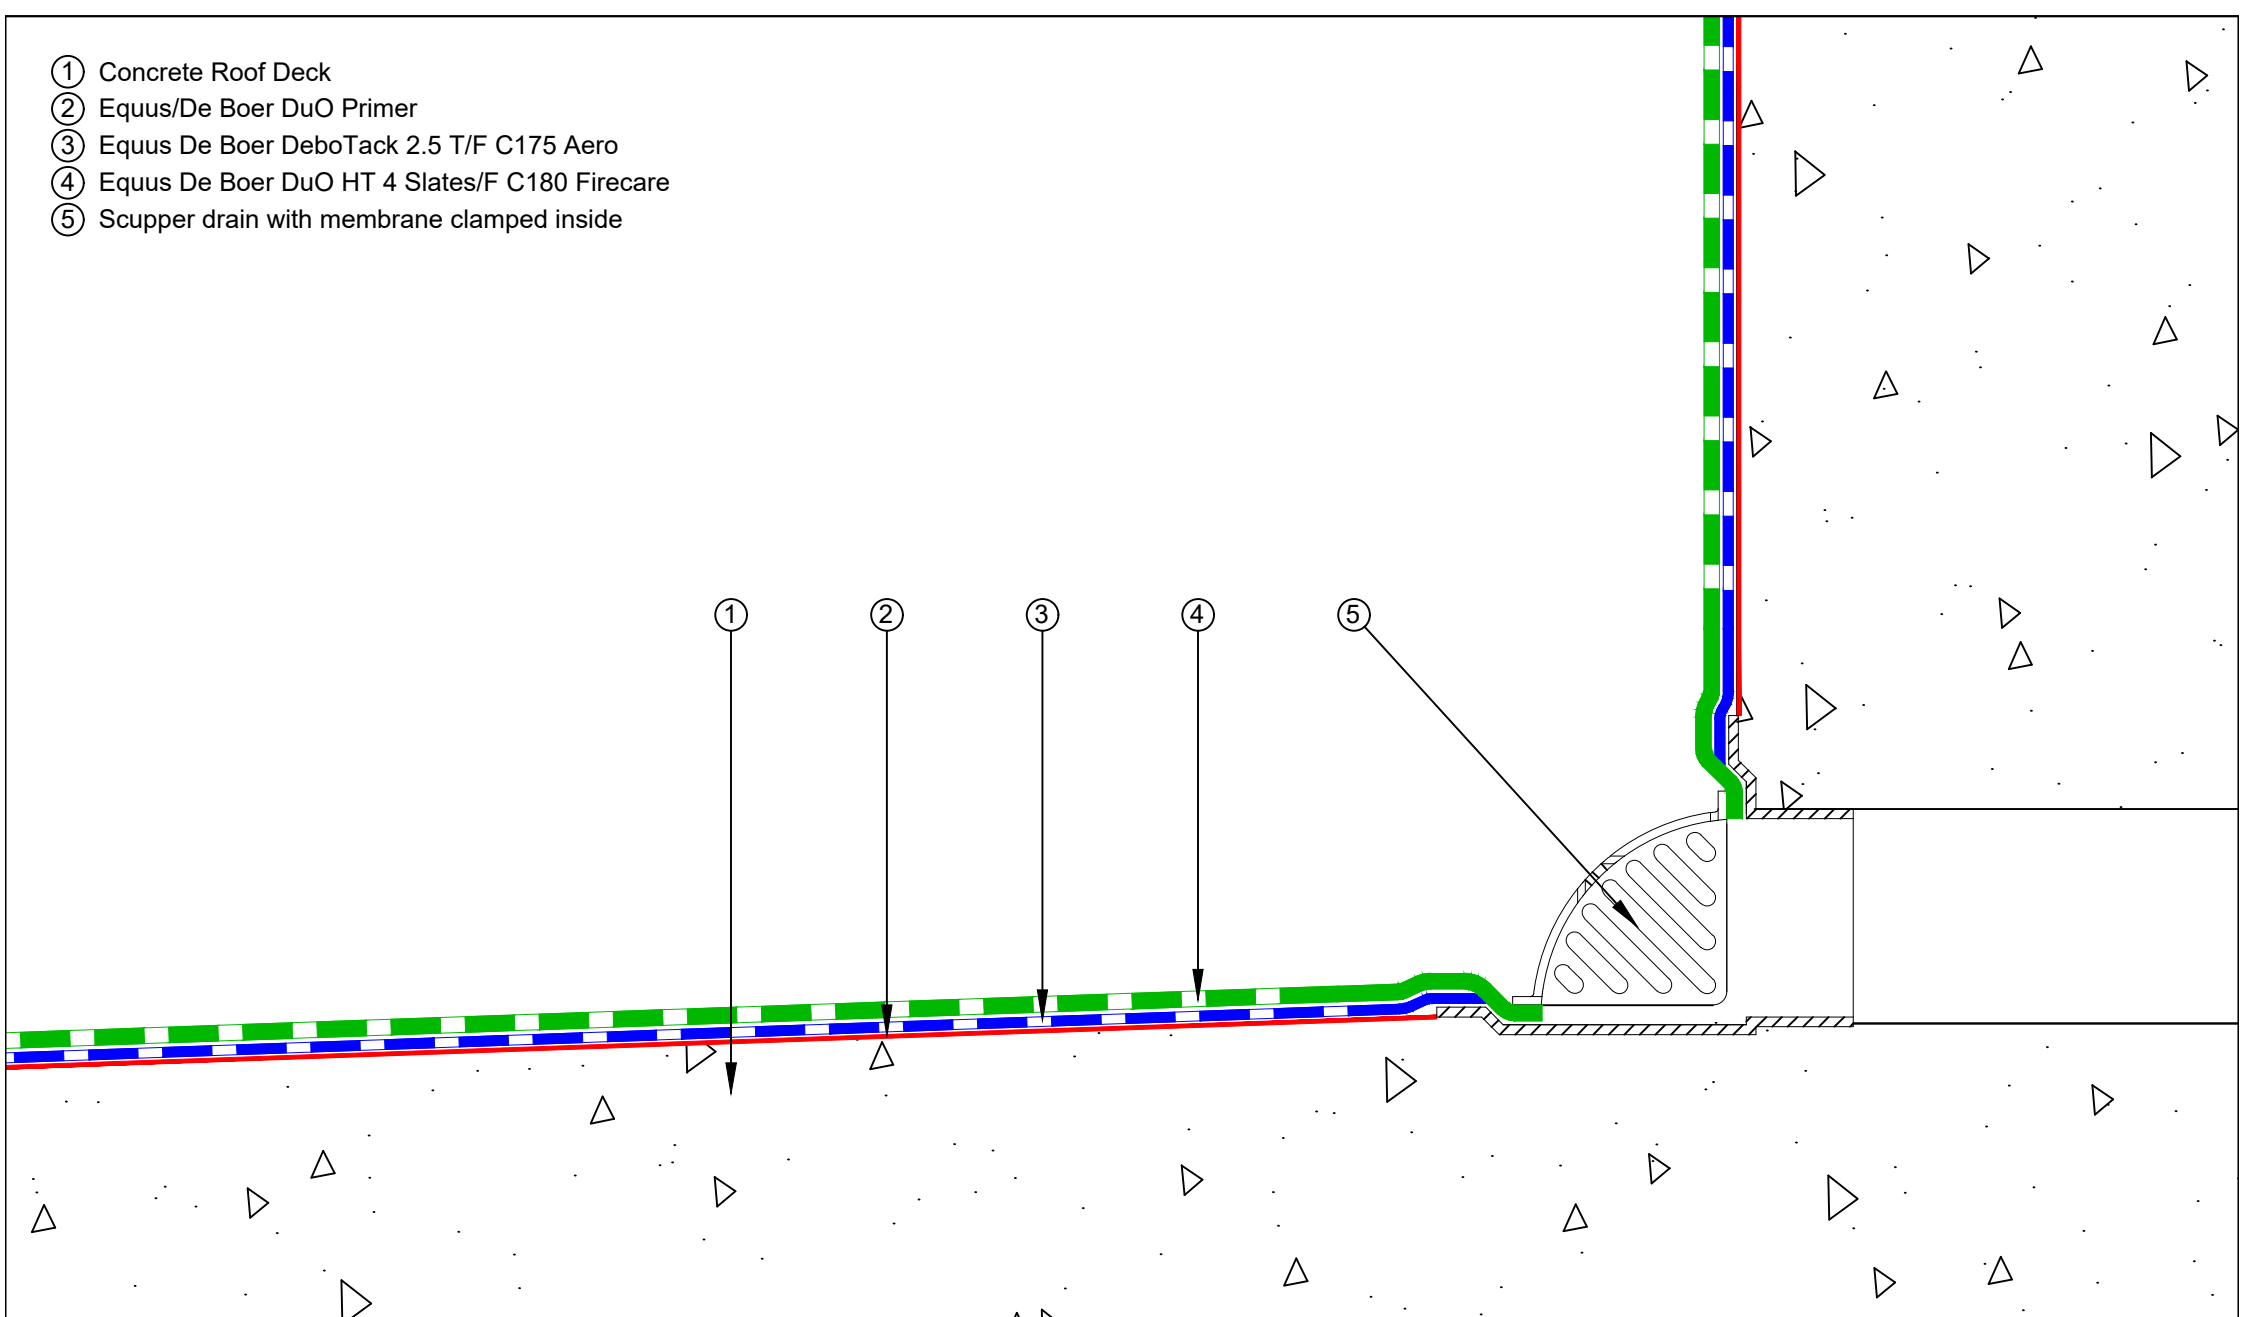 1 Concrete Roof Deck
2 Equus/De Boer DuO Primer
3 Equus De Boer DeboTack 2.5 T/F C175 Aero
4 Equus De Boer DuO HT 4 Slates/F C180 Firecare
5 Scupper drain with membrane clamped inside
1 2 3 4 5